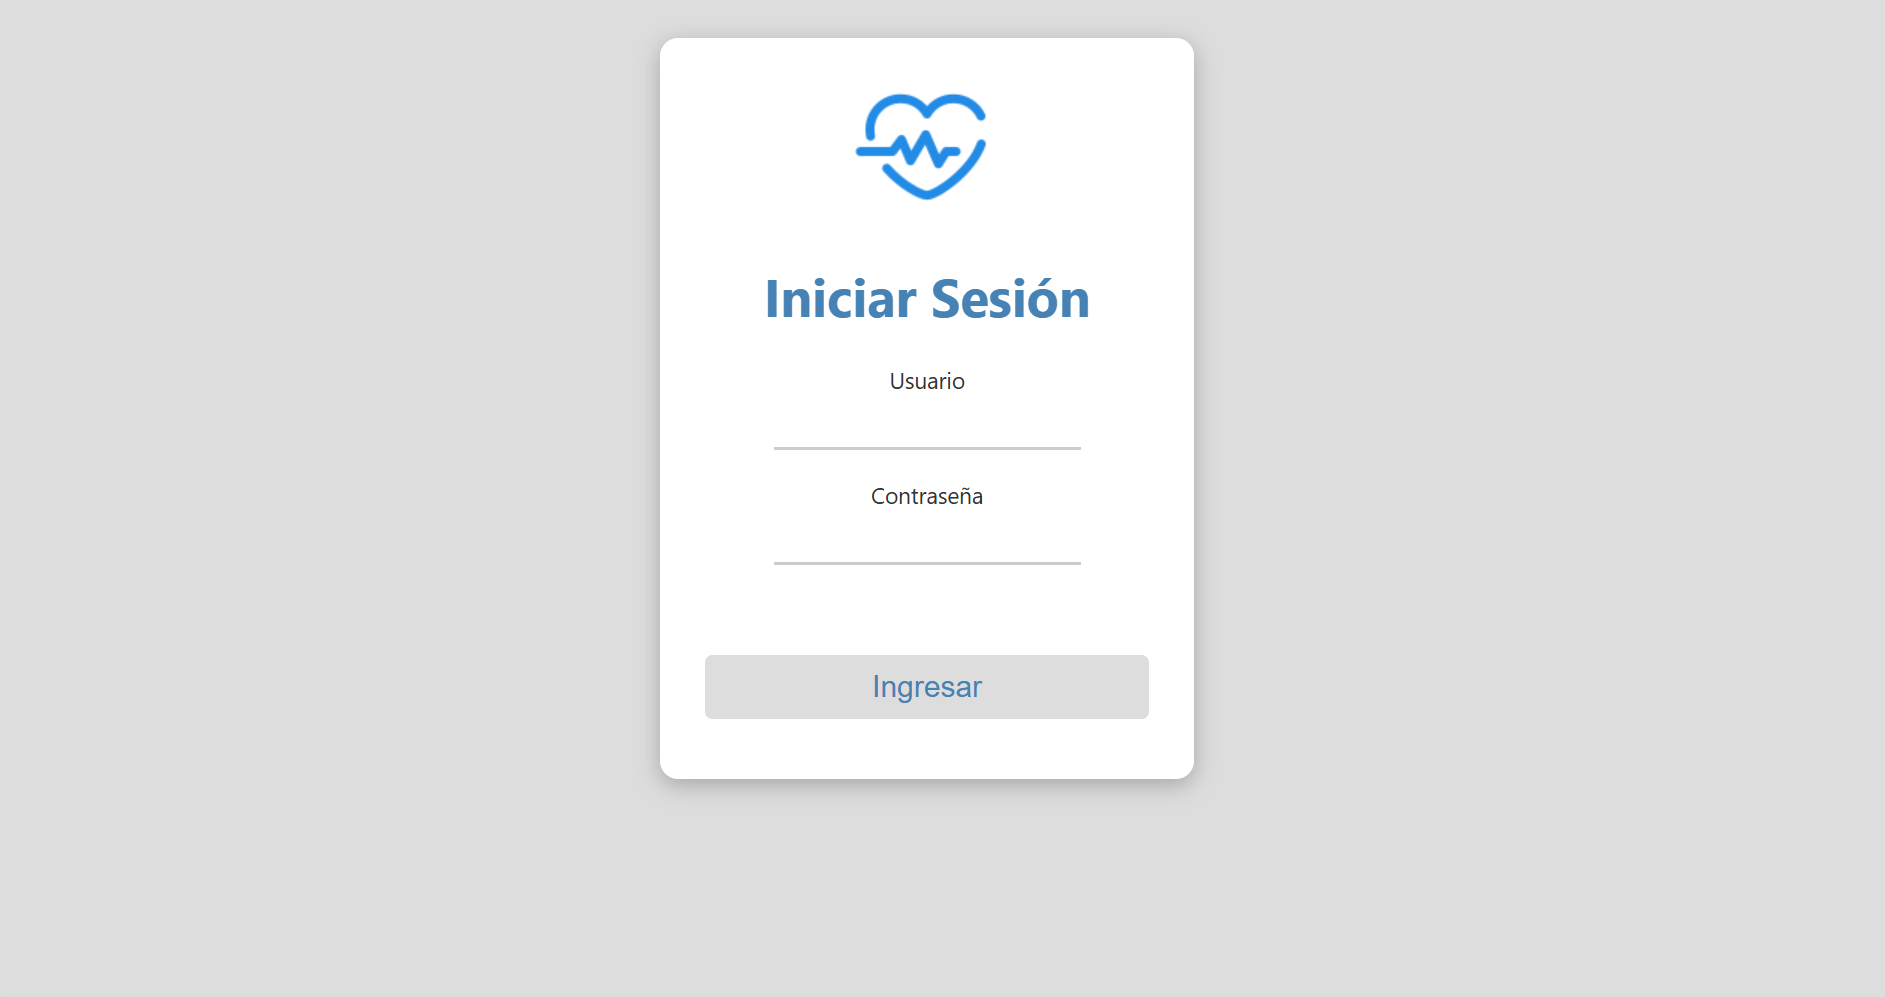 Iniciar Sesión
Usuario
Contraseña
Ingresar